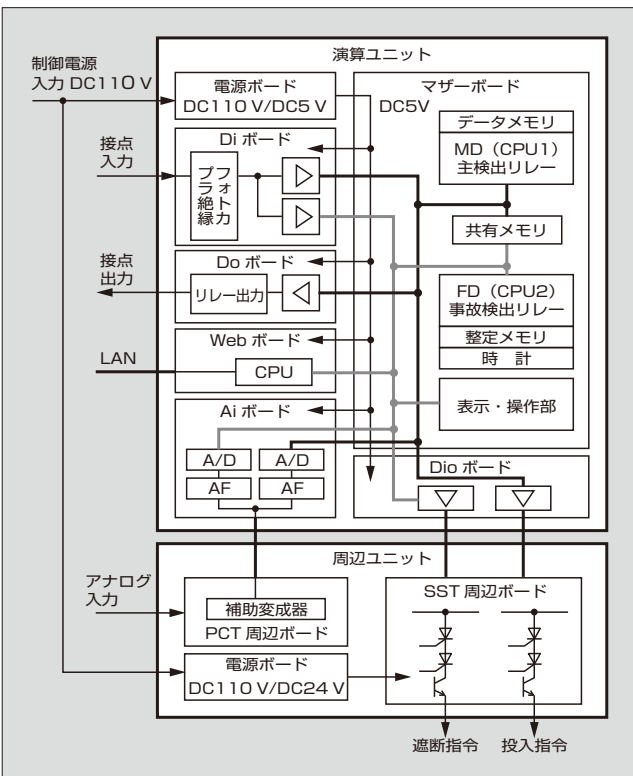 制御電源
入力 DC110 V
演算ユニット
電源ボード
DC110 V/DC5 V
マザーボード
DC5V
データメモリ
MD（CPU1）
主検出リレー
接点
入力
Di ボード
フォト
カプラ
絶縁
共有メモリ
接点
出力
Do ボード
リレー出力
FD（CPU2）
事故検出リレー
整定メモリ
時　計
LAN
Web ボード
CPU
表示・操作部
Ai ボード
A/D
A/D
AF
AF
Dio ボード
周辺ユニット
アナログ
入力
補助変成器
PCT 周辺ボード
SST 周辺ボード
電源ボード
DC110 V/DC24 V
遮断指令
投入指令